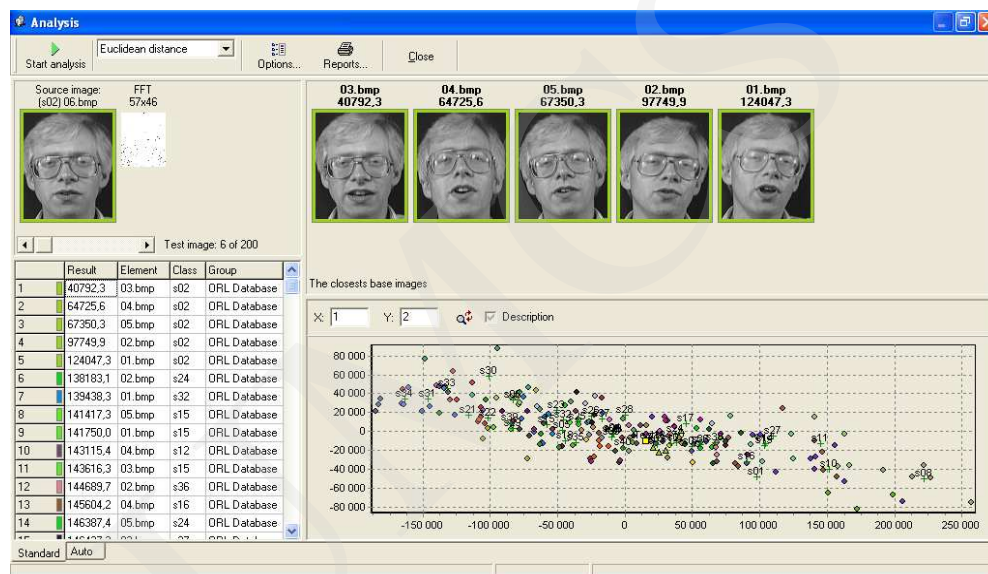 Analysis
Start analysis
Euclidean distance
Options...
Reports...
Close
Source image:
(s02) 06.bmp
FFT
57x46
Test image: 6 of 200
03.bmp
40792,3
04.bmp
64725,6
05.bmp
67350,3
02.bmp
97749,9
01.bmp
124047,3
The closests base images
Result Element Class Group
1 40792,3 03.bmp s02 ORL Database
2 64725,6 04.bmp s02 ORL Database
3 67350,3 05.bmp s02 ORL Database
4 97749,9 02.bmp s02 ORL Database
5 124047,3 01.bmp s02 ORL Database
6 138183,1 02.bmp s24 ORL Database
7 139438,3 01.bmp s32 ORL Database
8 141417,3 05.bmp s15 ORL Database
9 141750,0 01.bmp s15 ORL Database
10 143115,4 04.bmp s12 ORL Database
11 143616,3 03.bmp s15 ORL Database
12 144689,7 02.bmp s36 ORL Database
13 145604,2 04.bmp s16 ORL Database
14 146387,4 05.bmp s24 ORL Database
X: 1 Y: 2 Description
80 000
60 000
40 000
20 000
0
-20 000
-40 000
-60 000
-80 000
s30
s33
s34 s31
s21
s23
s28
s17
s27
s11
s16
s01
s10
s08
-150 000 -100 000 -50 000 0 50 000 100 000 150 000 200 000 250 000
Standard Auto